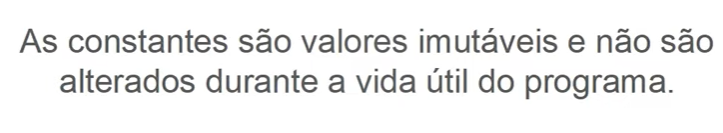 As constantes são valores imutáveis e não são
alterados durante a vida útil do programa.